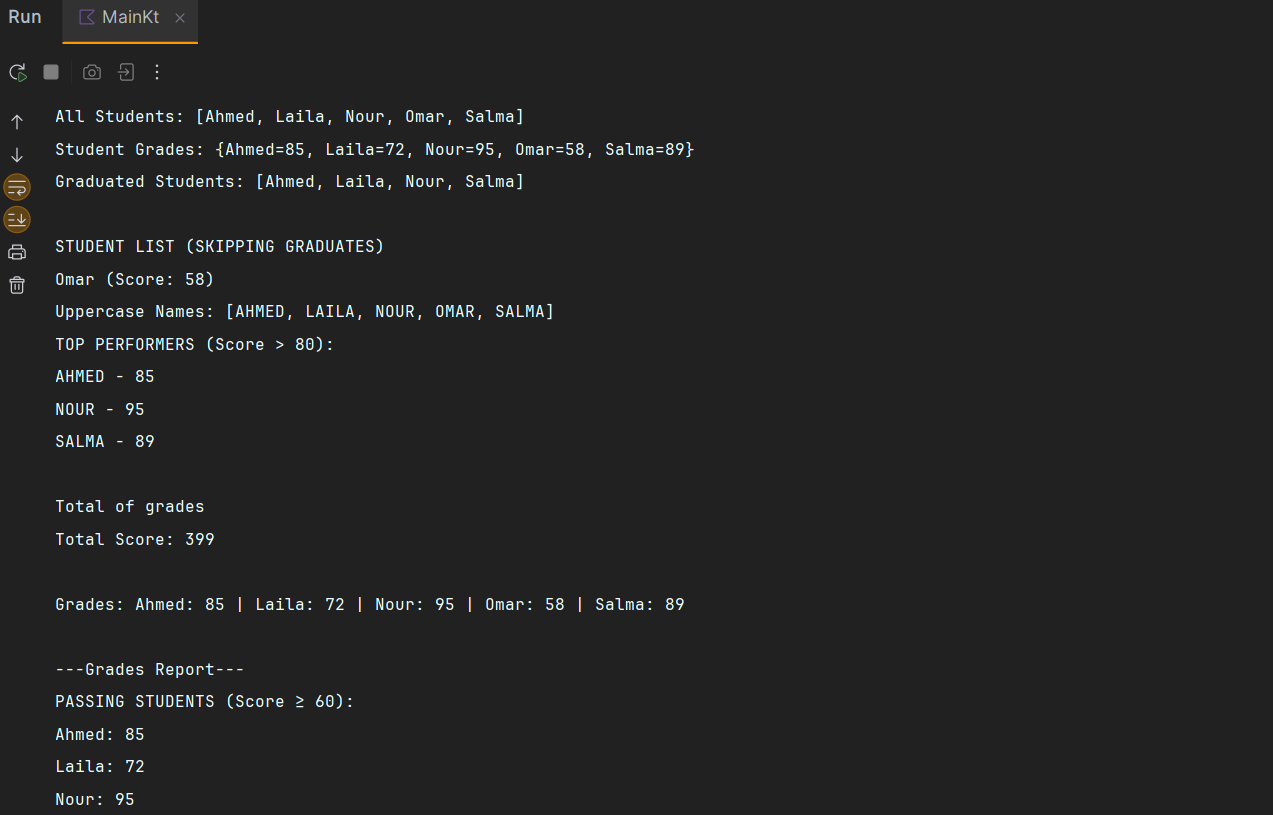 Run MainKt
All Students: [Ahmed, Laila, Nour, Omar, Salma]
Student Grades: {Ahmed=85, Laila=72, Nour=95, Omar=58, Salma=89}
Graduated Students: [Ahmed, Laila, Nour, Salma]
STUDENT LIST (SKIPPING GRADUATES)
Omar (Score: 58)
Uppercase Names: [AHMED, LAILA, NOUR, OMAR, SALMA]
TOP PERFORMERS (Score > 80):
AHMED - 85
NOUR - 95
SALMA - 89
Total of grades
Total Score: 399
Grades: Ahmed: 85 | Laila: 72 | Nour: 95 | Omar: 58 | Salma: 89
---Grades Report---
PASSING STUDENTS (Score ≥ 60):
Ahmed: 85
Laila: 72
Nour: 95